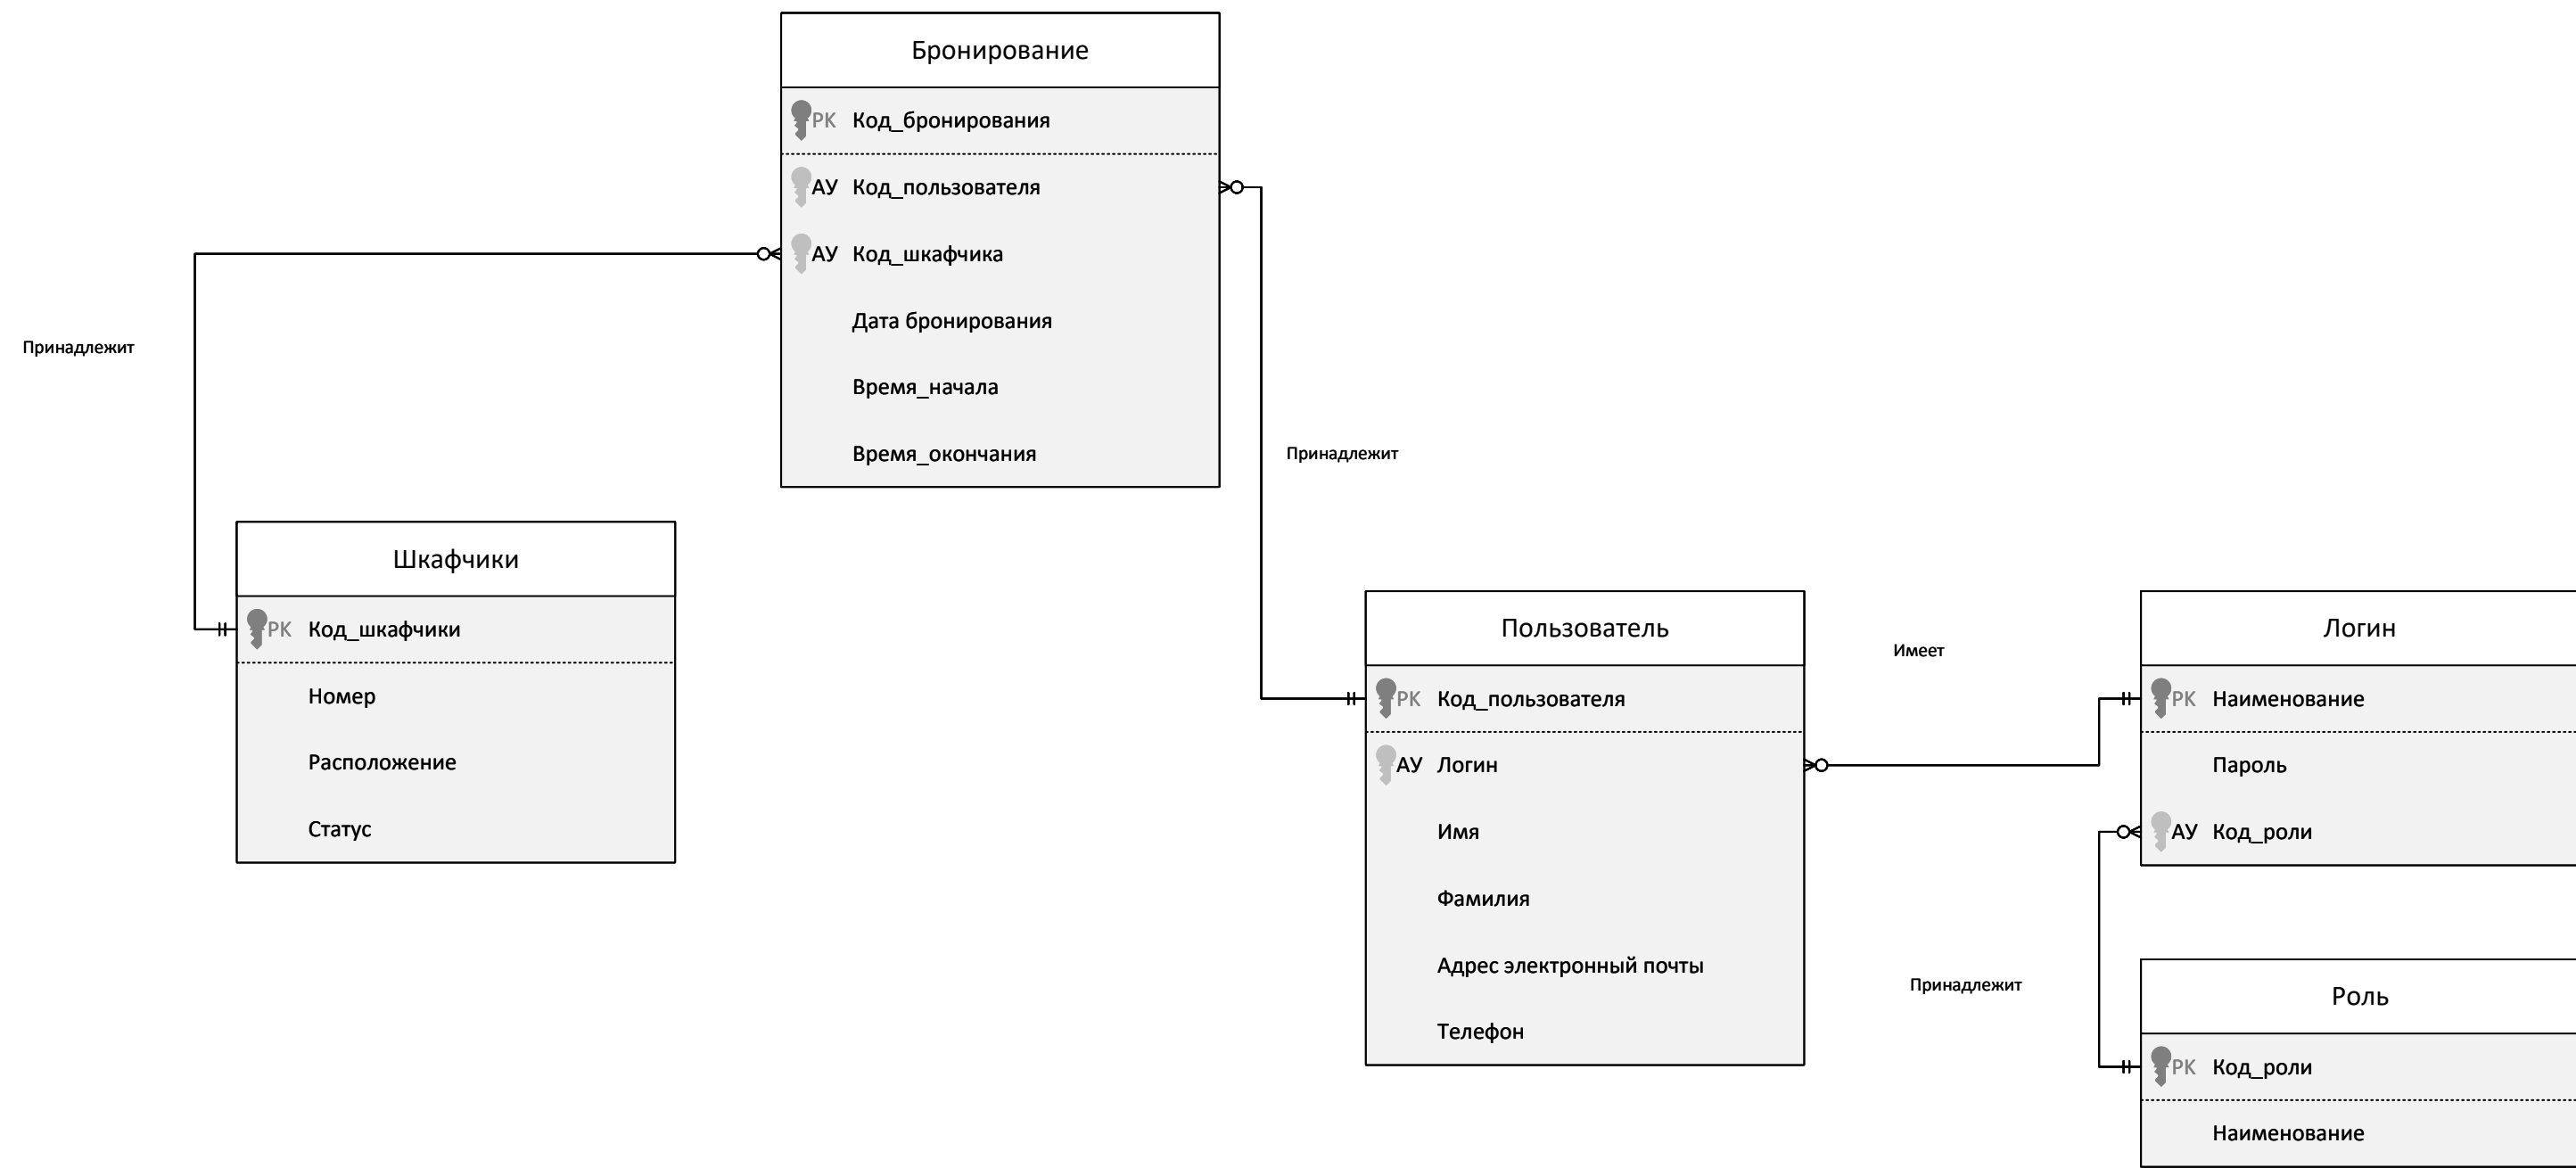 Бронирование
PK Код_бронирования
АУ Код_пользователя
АУ Код_шкафчика
Дата бронирования
Время_начала
Время_окончания
Принадлежит
Принадлежит
Шкафчики
PK Код_шкафчики
Номер
Расположение
Статус
Пользователь
PK Код_пользователя
АУ Логин
Имя
Фамилия
Адрес электронный почты
Телефон
Имеет
Логин
PK Наименование
Пароль
АУ Код_роли
Принадлежит
Роль
PK Код_роли
Наименование